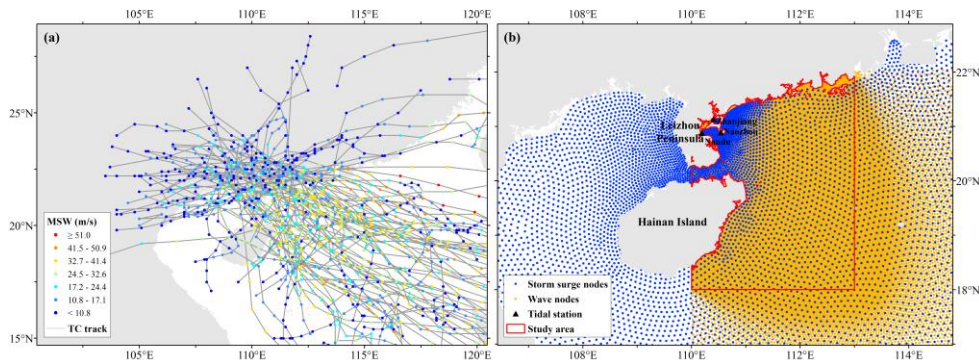 105°E 110°E 115°E 120°E
(a)
25°N
20°N
15°N
MSW (m/s)
≥ 51.0
41.5 - 50.9
32.7 - 41.4
24.5 - 32.6
17.2 - 24.4
10.8 - 17.1
< 10.8
TC track
105°E 110°E 115°E 120°E
108°E 110°E 112°E 114°E
(b)
22°N
20°N
18°N
Leizhou
Peninsula
Hainan Island
Storm surge nodes
Wave nodes
Tidal station
Study area
108°E 110°E 112°E 114°E